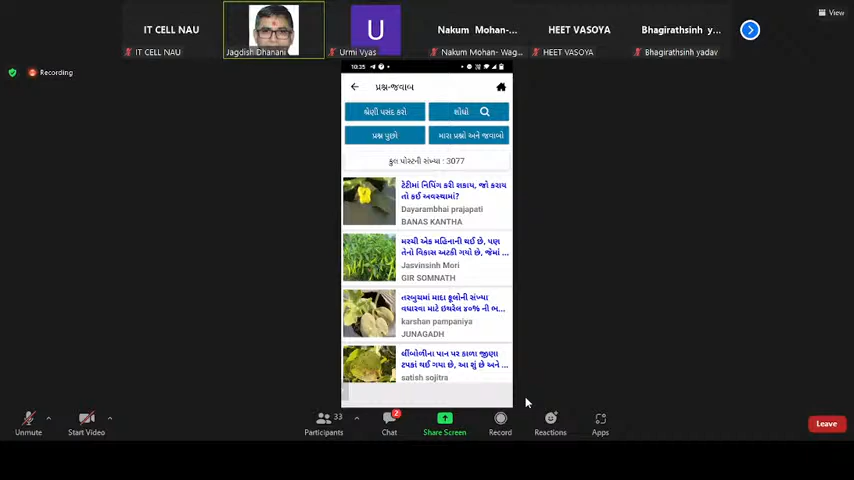 IT CELL NAU
U
Nakum Mohan-...
HEET VASOYA
Bhagirathsinh y...
View
IT CELL NAU
Jagdish Dhanani
Urmi Vyas
Nakum Mohan- Wag...
HEET VASOYA
Bhagirathsinh yadav
Recording
10:35
પ્રશ્ન-જવાબ
શ્રેણી પસંદ કરો
શોધો
પ્રશ્ન પુછો
મારા પ્રશ્નો અને જવાબો
કુલ પોસ્ટની સંખ્યા : 3077
ટેટીમાં નિપિંગ કરી શકાય, જો કરાય
તો કઈ અવસ્થામાં?
Dayarambhai prajapati
BANAS KANTHA
મરચી એક મહિનાની થઈ છે, પણ
તેનો વિકાસ અટકી ગયો છે, જેમાં ...
Jasvinsinh Mori
GIR SOMNATH
તરબુચમાં માદા ફૂલોની સંખ્યા
વધારવા માટે ઇથરેલ ૪૦% ની ભ...
karshan pampaniya
JUNAGADH
લીંબોળીના પાન પર કાળા જીણા
ટપકાં થઈ ગયા છે, આ શું છે અને ...
satish sojitra
33
2
Unmute
Start Video
Participants
Chat
Share Screen
Record
Reactions
Apps
Leave